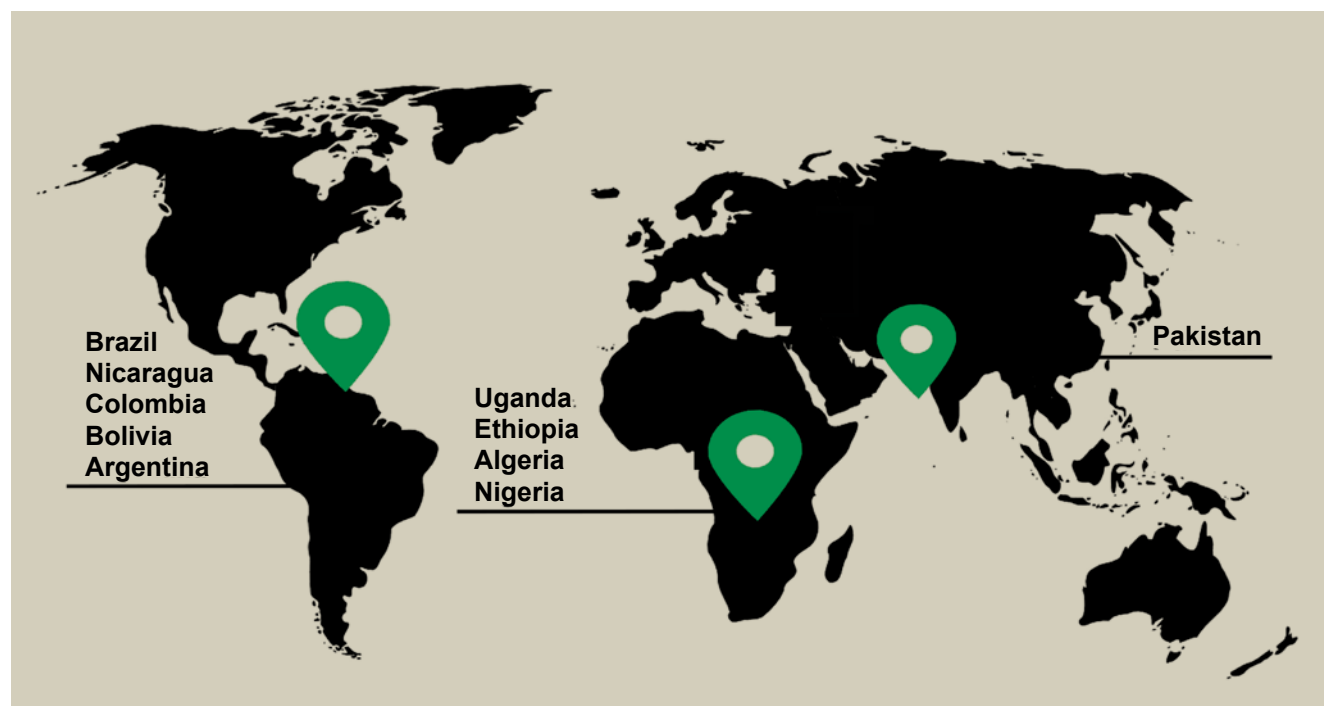 Brazil
Nicaragua
Colombia
Bolivia
Argentina
Uganda
Ethiopia
Algeria
Nigeria
Pakistan